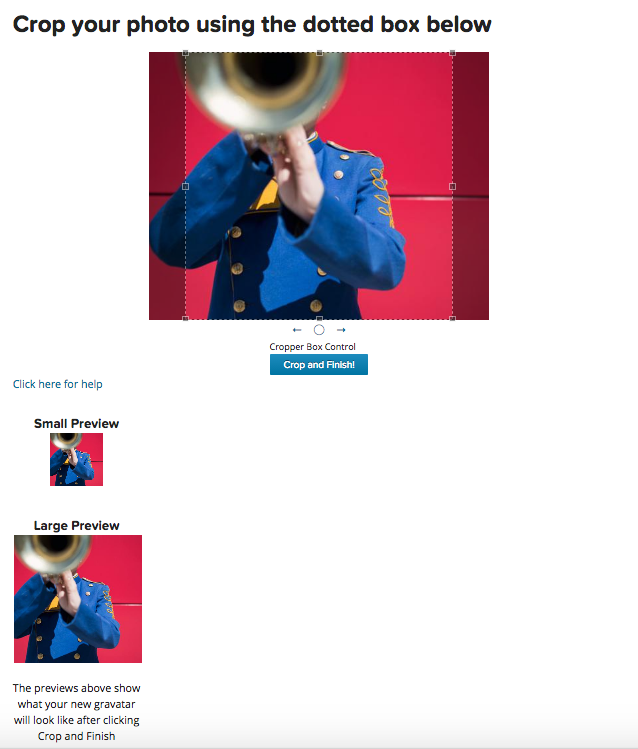 Crop your photo using the dotted box below
Cropper Box Control
Crop and Finish!
Click here for help
Small Preview
Large Preview
The previews above show
what your new gravatar
will look like after clicking
Crop and Finish